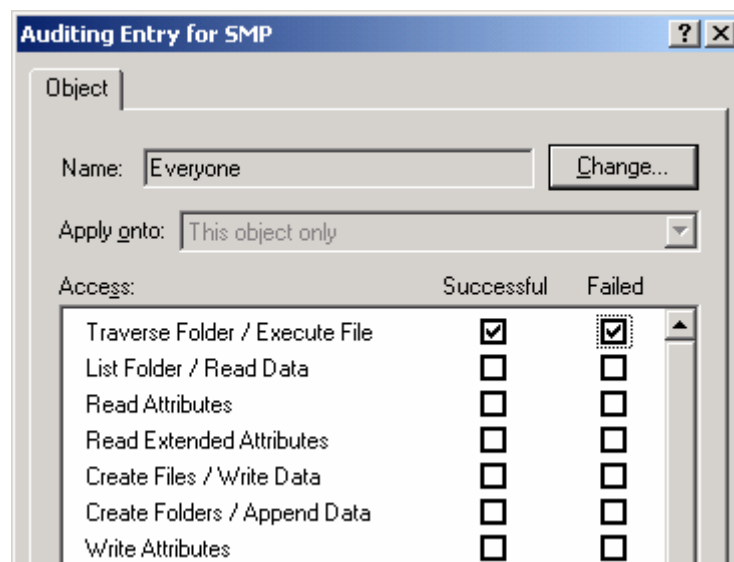 Auditing Entry for SMP
Object
Name: Everyone Change...
Apply onto: This object only
Access: Successful Failed
Traverse Folder / Execute File
List Folder / Read Data
Read Attributes
Read Extended Attributes
Create Files / Write Data
Create Folders / Append Data
Write Attributes